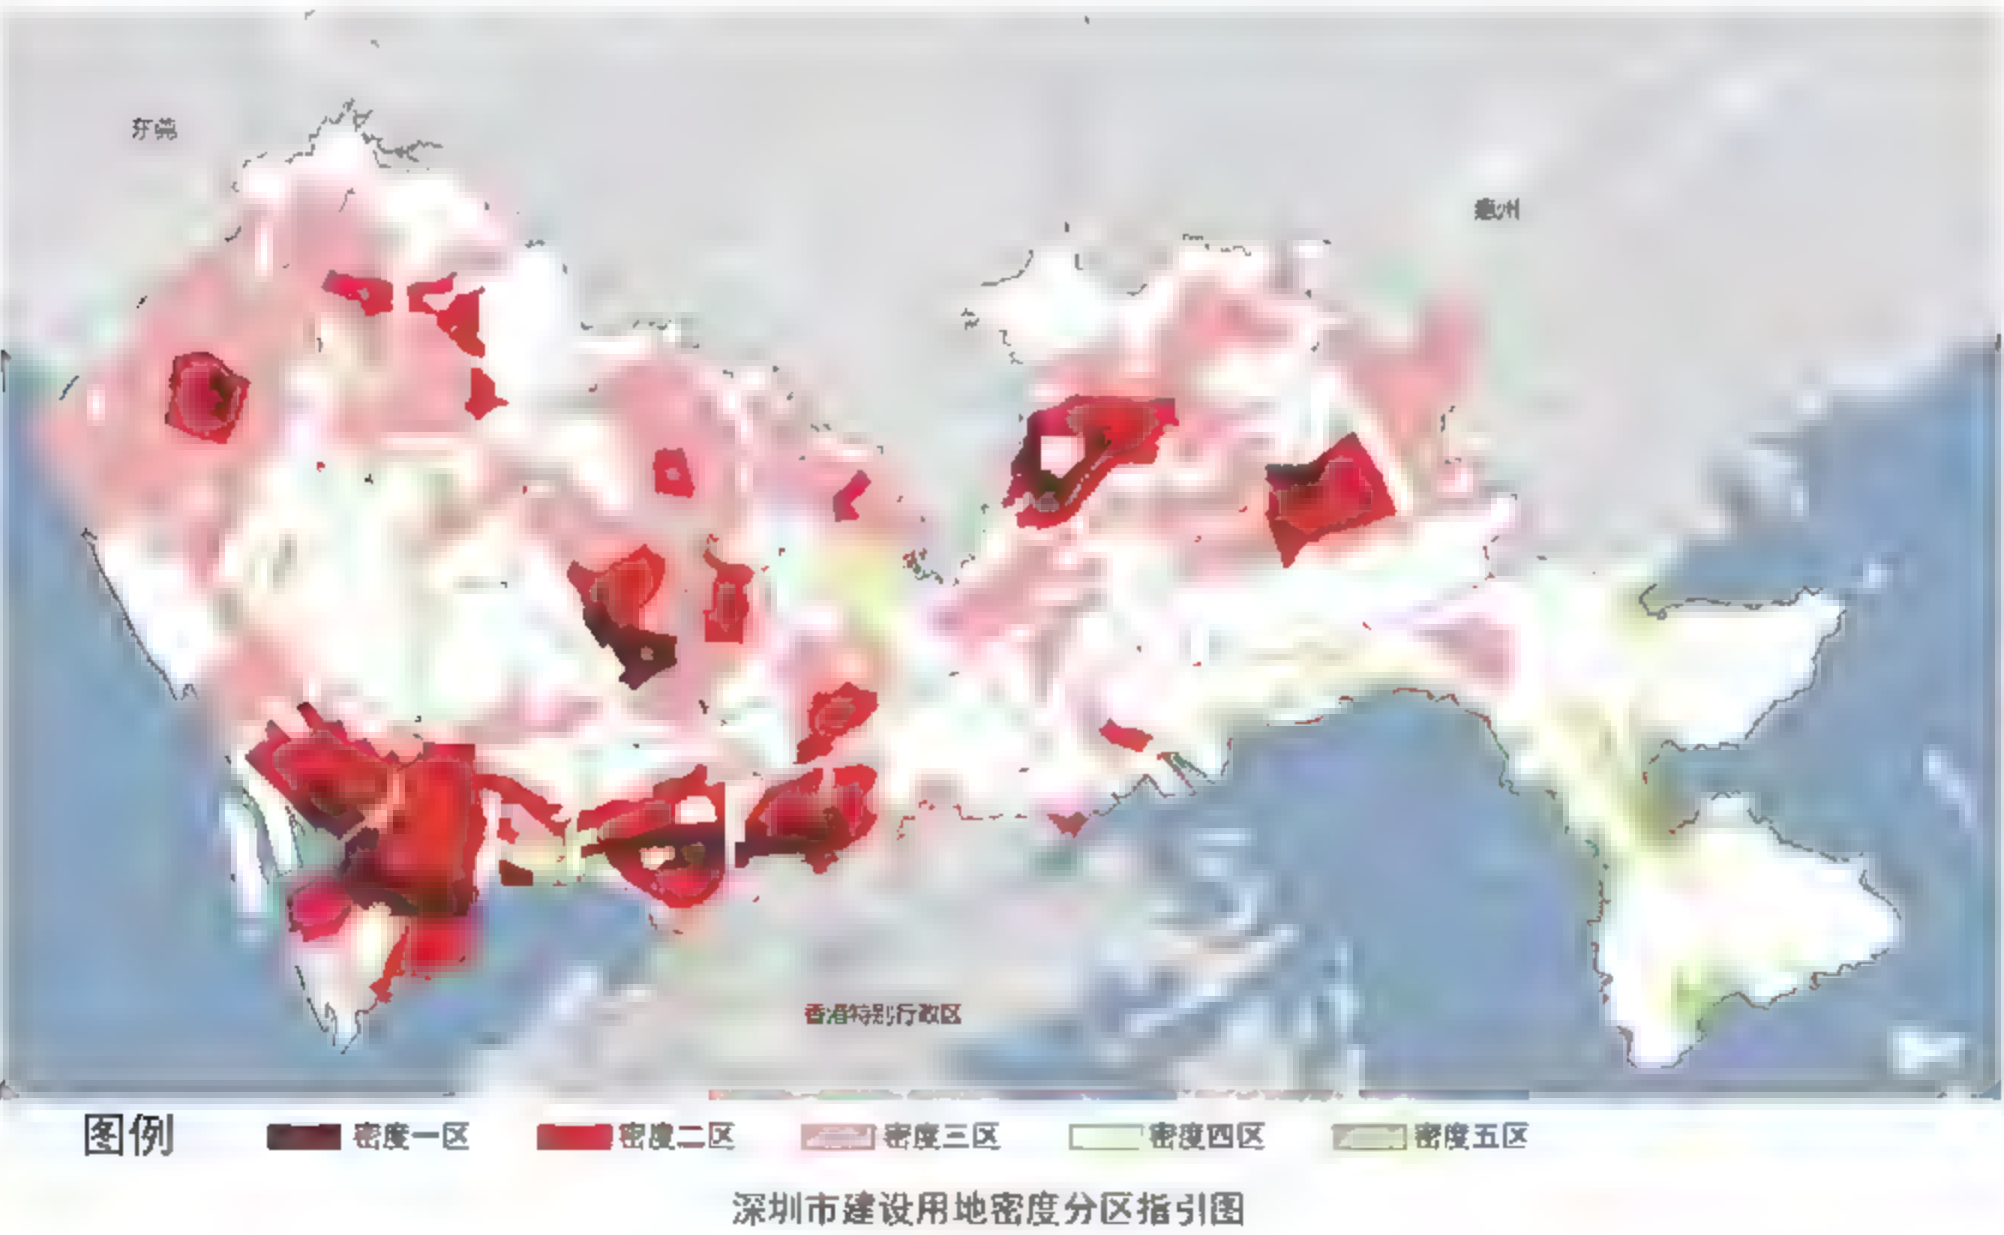 东莞
惠州
香港特别行政区
图例 密度一区 密度二区 密度三区 密度四区 密度五区
深圳市建设用地密度分区指引图